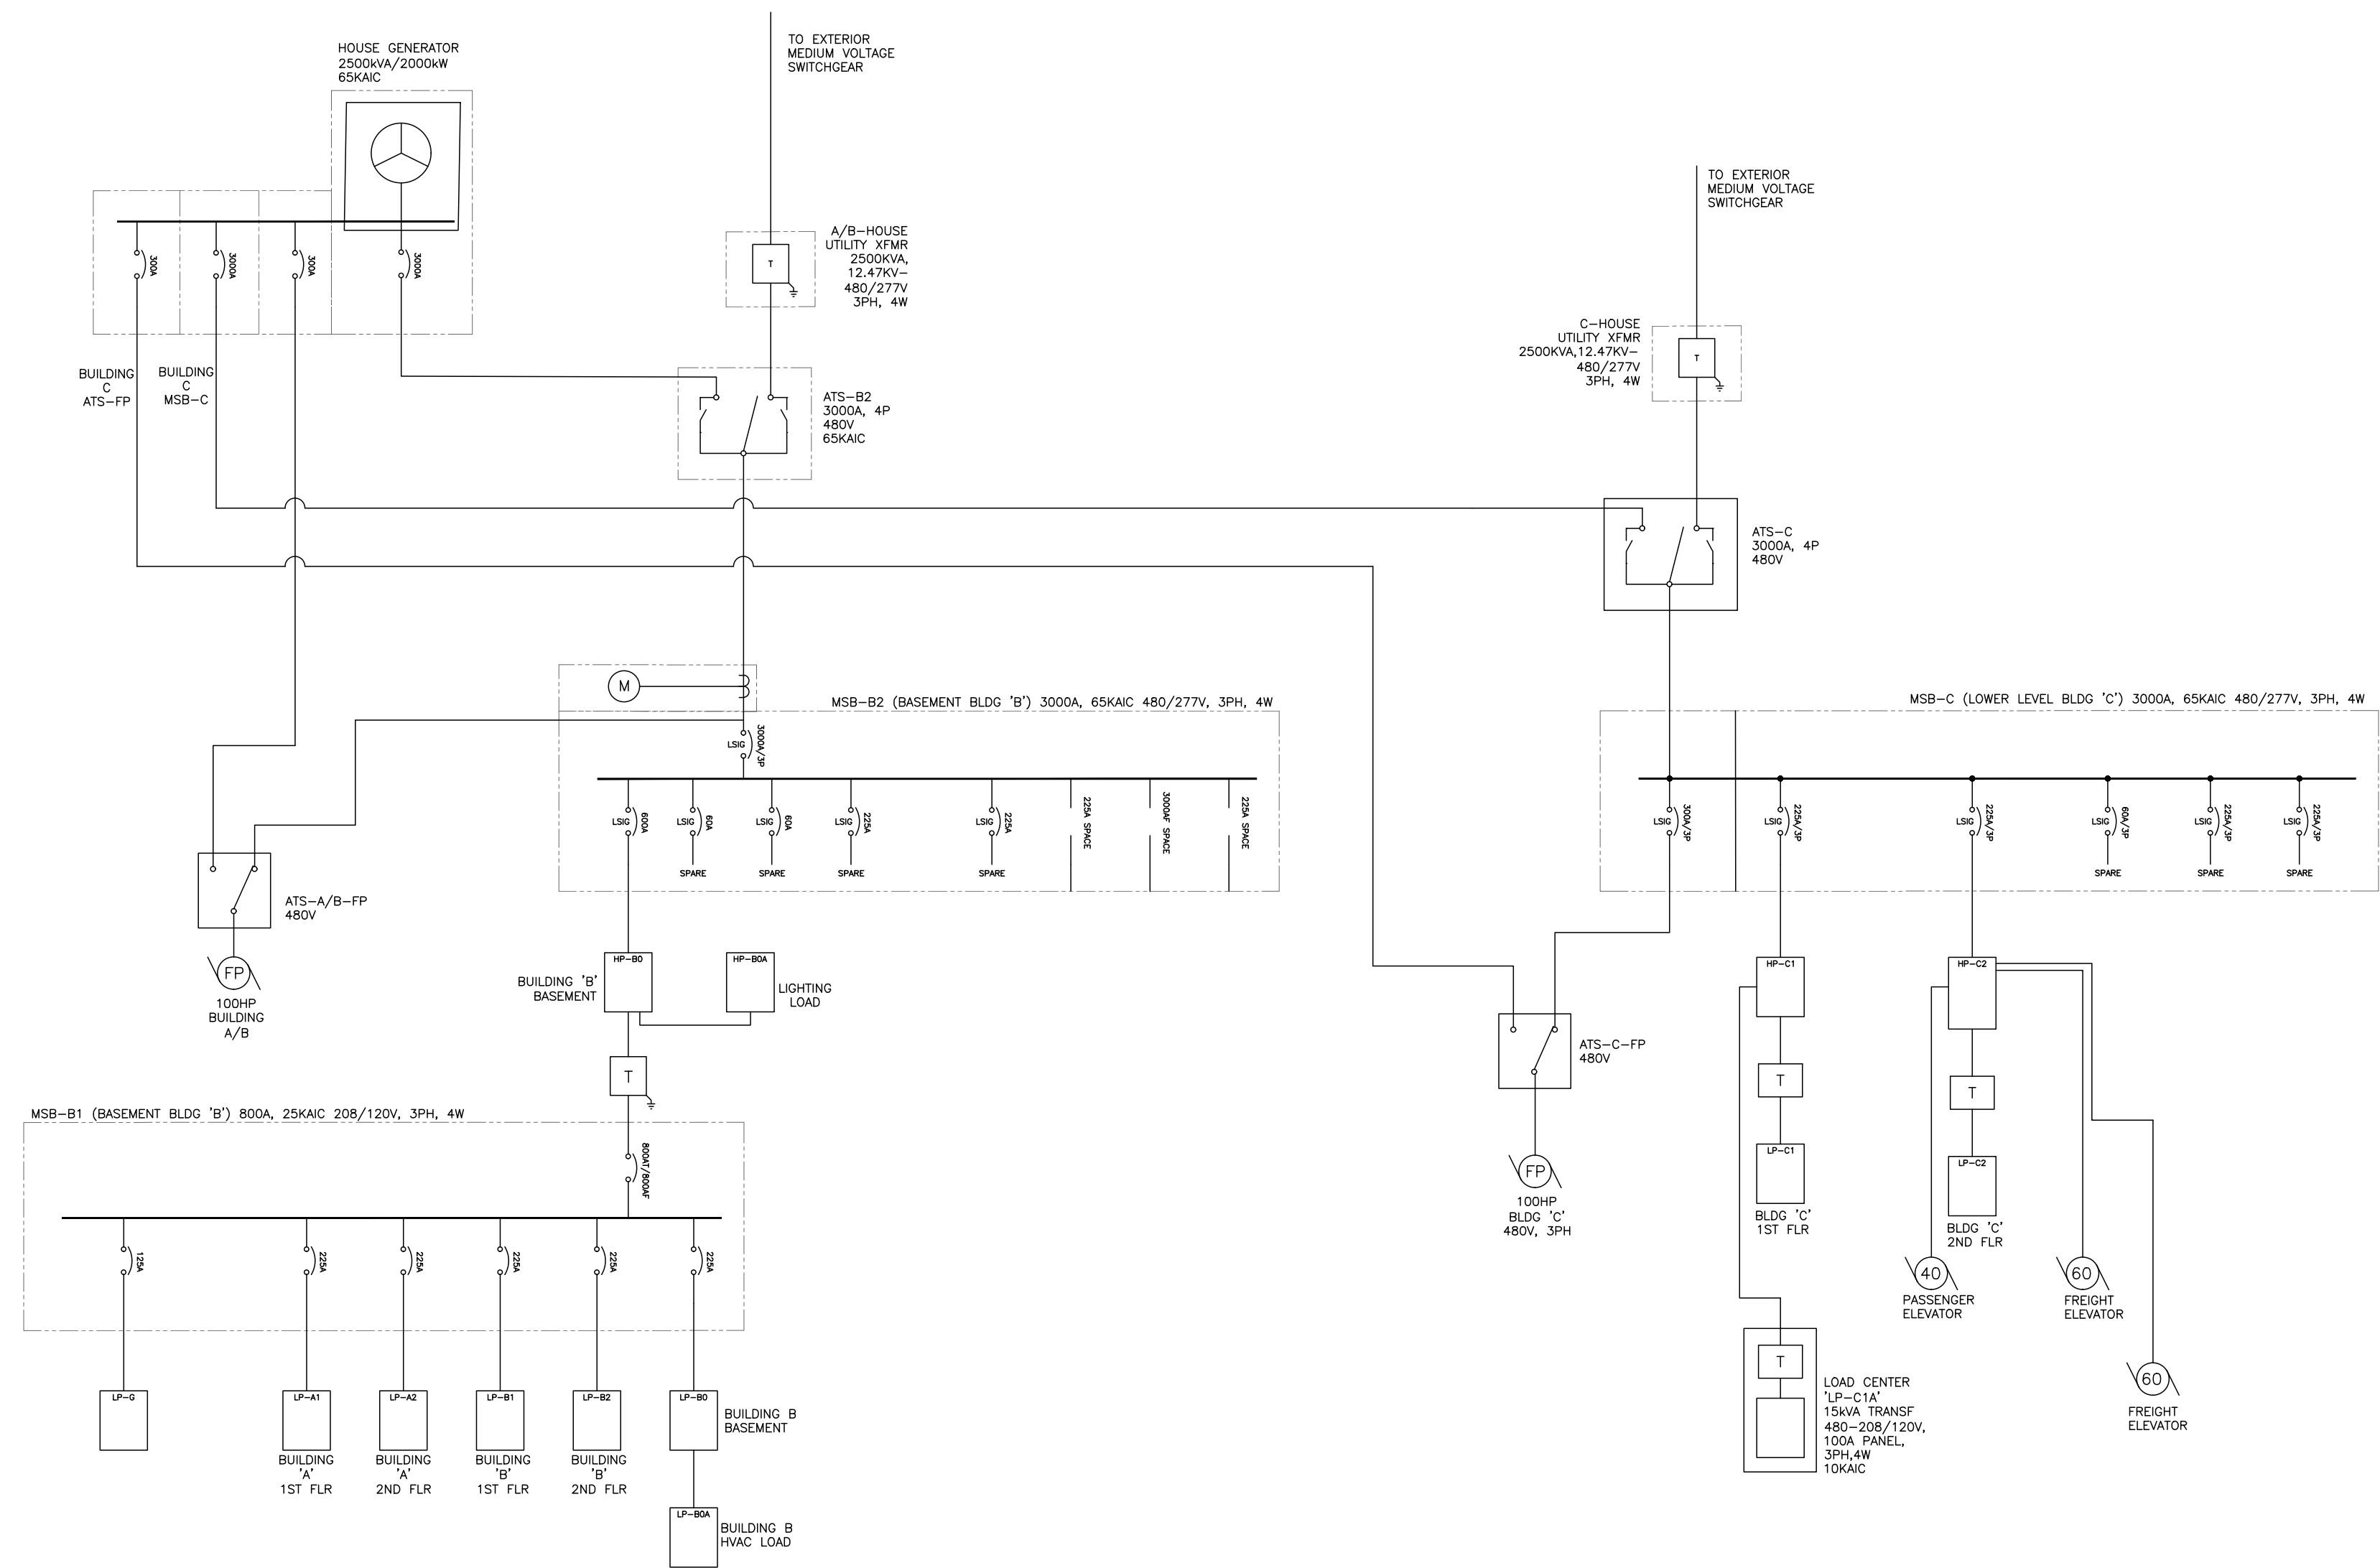 HOUSE GENERATOR
2500kVA/2000kW
65KAIC
TO EXTERIOR
MEDIUM VOLTAGE
SWITCHGEAR
TO EXTERIOR
MEDIUM VOLTAGE
SWITCHGEAR
300A
3000A
300A
3000A
T
A/B-HOUSE
UTILITY XFMR
2500KVA,
12.47KV-
480/277V
3PH, 4W
C-HOUSE
UTILITY XFMR
2500KVA,12.47KV-
480/277V
3PH, 4W
T
BUILDING
C
ATS-FP
BUILDING
C
MSB-C
ATS-B2
3000A, 4P
480V
65KAIC
ATS-C
3000A, 4P
480V
M
MSB-B2 (BASEMENT BLDG 'B') 3000A, 65KAIC 480/277V, 3PH, 4W
LSIG
3000A/3P
LSIG
600A
LSIG
60A
SPARE
LSIG
60A
SPARE
LSIG
225A
SPARE
LSIG
225A
SPARE
225A SPACE
3000AF SPACE
225A SPACE
MSB-C (LOWER LEVEL BLDG 'C') 3000A, 65KAIC 480/277V, 3PH, 4W
LSIG
300A/3P
LSIG
225A/3P
LSIG
225A/3P
LSIG
60A/3P
SPARE
LSIG
225A/3P
SPARE
LSIG
225A/3P
SPARE
ATS-A/B-FP
480V
FP
100HP
BUILDING
A/B
HP-B0
BUILDING 'B'
BASEMENT
HP-B0A
LIGHTING
LOAD
T
ATS-C-FP
480V
FP
100HP
BLDG 'C'
480V, 3PH
HP-C1
T
LP-C1
BLDG 'C'
1ST FLR
HP-C2
T
LP-C2
BLDG 'C'
2ND FLR
40
PASSENGER
ELEVATOR
60
FREIGHT
ELEVATOR
60
FREIGHT
ELEVATOR
T
LOAD CENTER
'LP-C1A'
15kVA TRANSF
480-208/120V,
100A PANEL,
3PH,4W
10KAIC
MSB-B1 (BASEMENT BLDG 'B') 800A, 25KAIC 208/120V, 3PH, 4W
800AT/800AF
125A
225A
225A
225A
225A
225A
LP-G
LP-A1
BUILDING
'A'
1ST FLR
LP-A2
BUILDING
'A'
2ND FLR
LP-B1
BUILDING
'B'
1ST FLR
LP-B2
BUILDING
'B'
2ND FLR
LP-B0
BUILDING B
BASEMENT
LP-B0A
BUILDING B
HVAC LOAD